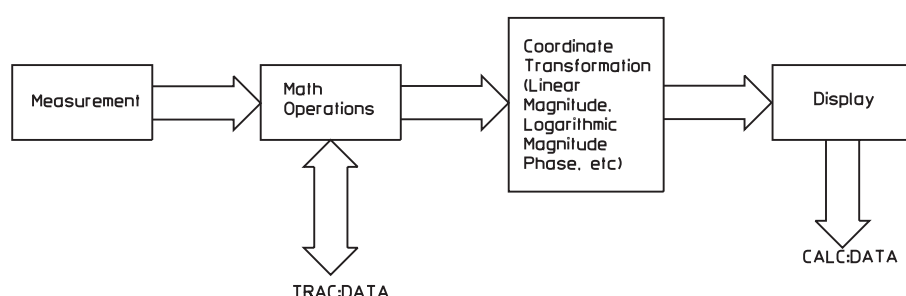 Measurement
Math
Operations
Coordinate
Transformation
(Linear
Magnitude,
Logarithmic
Magnitude
Phase, etc)
Display
TRAC:DATA
CALC:DATA